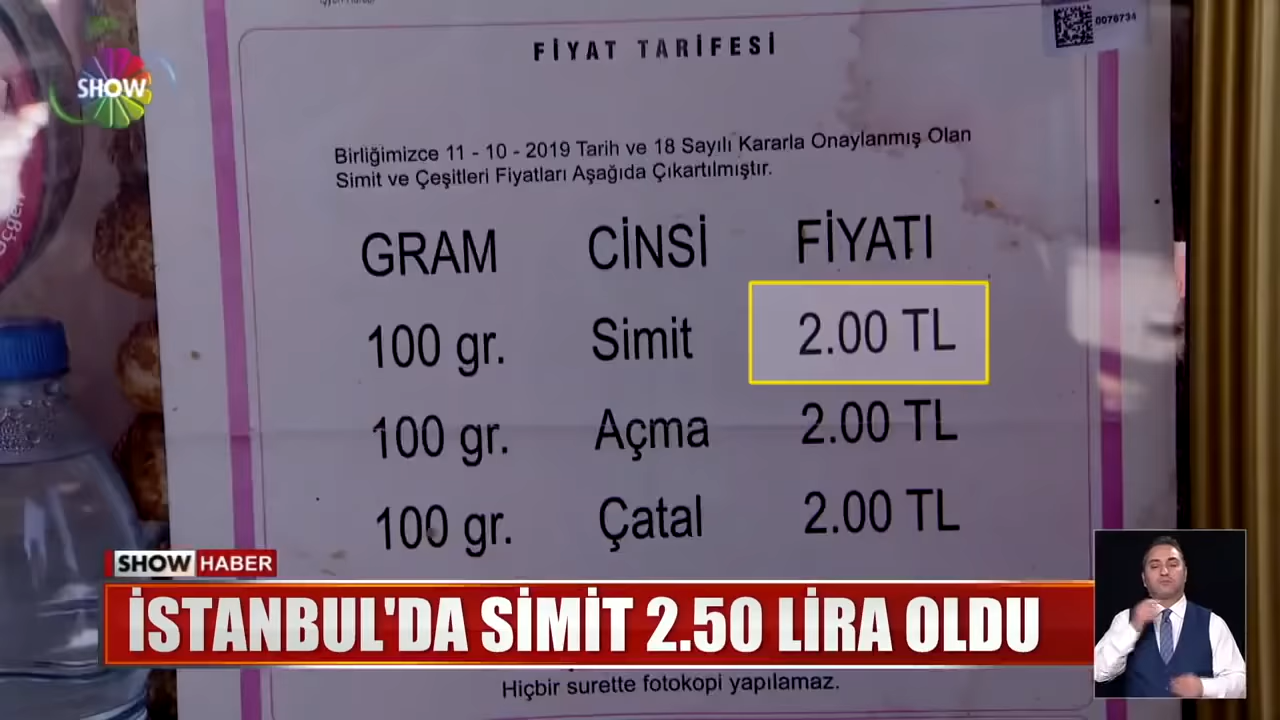 0076734
SHOW
FİYAT TARİFESİ
Birliğimizce 11 - 10 - 2019 Tarih ve 18 Sayılı Kararla Onaylanmış Olan
Simit ve Çeşitleri Fiyatları Aşağıda Çıkartılmıştır.
GRAM CİNSİ FİYATI
100 gr. Simit 2.00 TL
100 gr. Açma 2.00 TL
100 gr. Çatal 2.00 TL
SHOW HABER
İSTANBUL'DA SİMİT 2.50 LİRA OLDU
Hiçbir surette fotokopi yapılamaz.